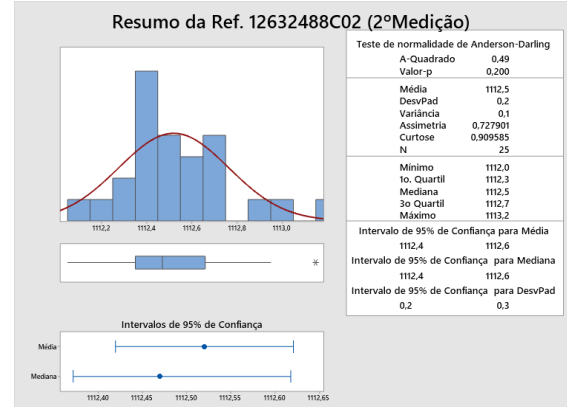 Resumo da Ref. 12632488C02 (2ºMedição)
Teste de normalidade de Anderson-Darling
A-Quadrado 0,49
Valor-p 0,200
Média 1112,5
DesvPad 0,2
Variância 0,1
Assimetria 0,727901
Curtose 0,909585
N 25
Mínimo 1112,0
1o. Quartil 1112,3
Mediana 1112,5
3o Quartil 1112,7
Máximo 1113,2
Intervalo de 95% de Confiança para Média
1112,4 1112,6
Intervalo de 95% de Confiança para Mediana
1112,4 1112,6
Intervalo de 95% de Confiança para DesvPad
0,2 0,3
1112,2 1112,4 1112,6 1112,8 1113,0
Intervalos de 95% de Confiança
Média
Mediana
1112,40 1112,45 1112,50 1112,55 1112,60 1112,65